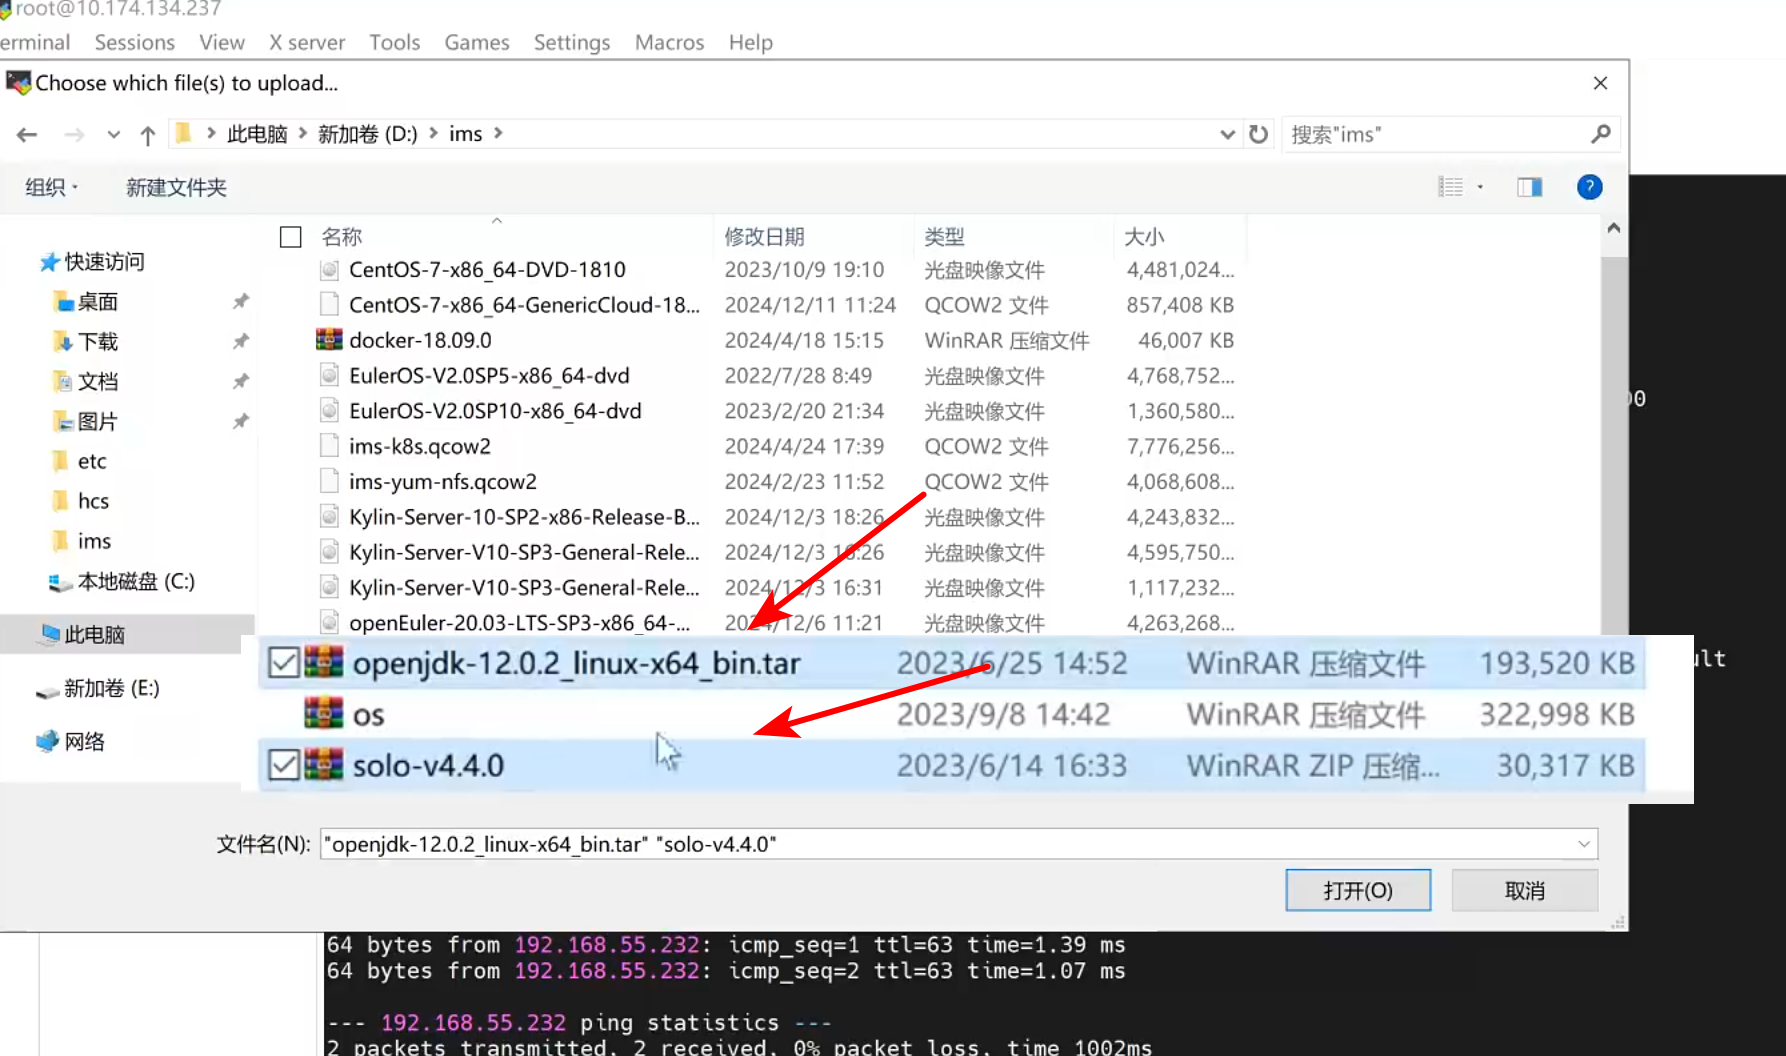 root@10.174.134.237
erminal Sessions View X server Tools Games Settings Macros Help
Choose which file(s) to upload...
此电脑 新加卷 (D:) ims
搜索"ims"
组织 新建文件夹
名称 修改日期 类型 大小
CentOS-7-x86_64-DVD-1810 2023/10/9 19:10 光盘映像文件 4,481,024...
CentOS-7-x86_64-GenericCloud-18... 2024/12/11 11:24 QCOW2 文件 857,408 KB
docker-18.09.0 2024/4/18 15:15 WinRAR 压缩文件 46,007 KB
EulerOS-V2.0SP5-x86_64-dvd 2022/7/28 8:49 光盘映像文件 4,768,752...
EulerOS-V2.0SP10-x86_64-dvd 2023/2/20 21:34 光盘映像文件 1,360,580...
ims-k8s.qcow2 2024/4/24 17:39 QCOW2 文件 7,776,256...
ims-yum-nfs.qcow2 2024/2/23 11:52 QCOW2 文件 4,068,608...
Kylin-Server-10-SP2-x86-Release-B... 2024/12/3 18:26 光盘映像文件 4,243,832...
Kylin-Server-V10-SP3-General-Rele... 2024/12/3 16:26 光盘映像文件 4,595,750...
Kylin-Server-V10-SP3-General-Rele... 2024/12/3 16:31 光盘映像文件 1,117,232...
openEuler-20.03-LTS-SP3-x86_64-... 2024/12/6 11:21 光盘映像文件 4,263,268...
openjdk-12.0.2_linux-x64_bin.tar 2023/6/25 14:52 WinRAR 压缩文件 193,520 KB
os 2023/9/8 14:42 WinRAR 压缩文件 322,998 KB
solo-v4.4.0 2023/6/14 16:33 WinRAR ZIP 压缩... 30,317 KB
快速访问
桌面
下载
文档
图片
etc
hcs
ims
本地磁盘 (C:)
此电脑
新加卷 (E:)
网络
00
ult
文件名(N): "openjdk-12.0.2_linux-x64_bin.tar" "solo-v4.4.0"
打开(O) 取消
64 bytes from 192.168.55.232: icmp_seq=1 ttl=63 time=1.39 ms
64 bytes from 192.168.55.232: icmp_seq=2 ttl=63 time=1.07 ms
--- 192.168.55.232 ping statistics ---
2 packets transmitted, 2 received, 0% packet loss, time 1002ms